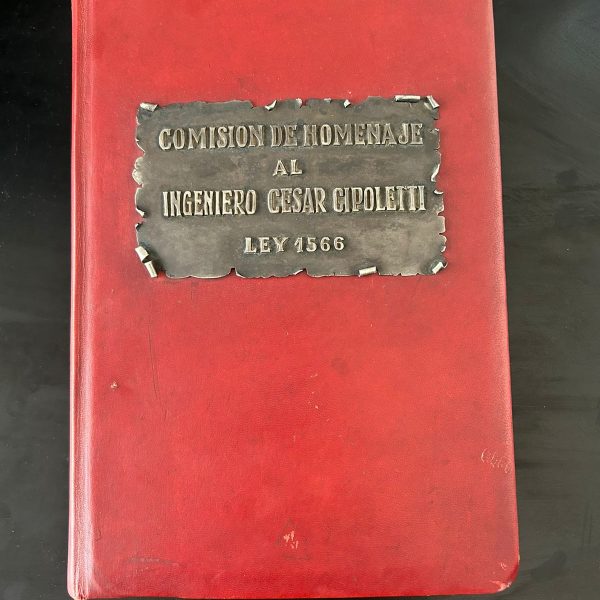 COMISION DE HOMENAJE
AL
INGENIERO CESAR CIPOLETTI
LEY 1566